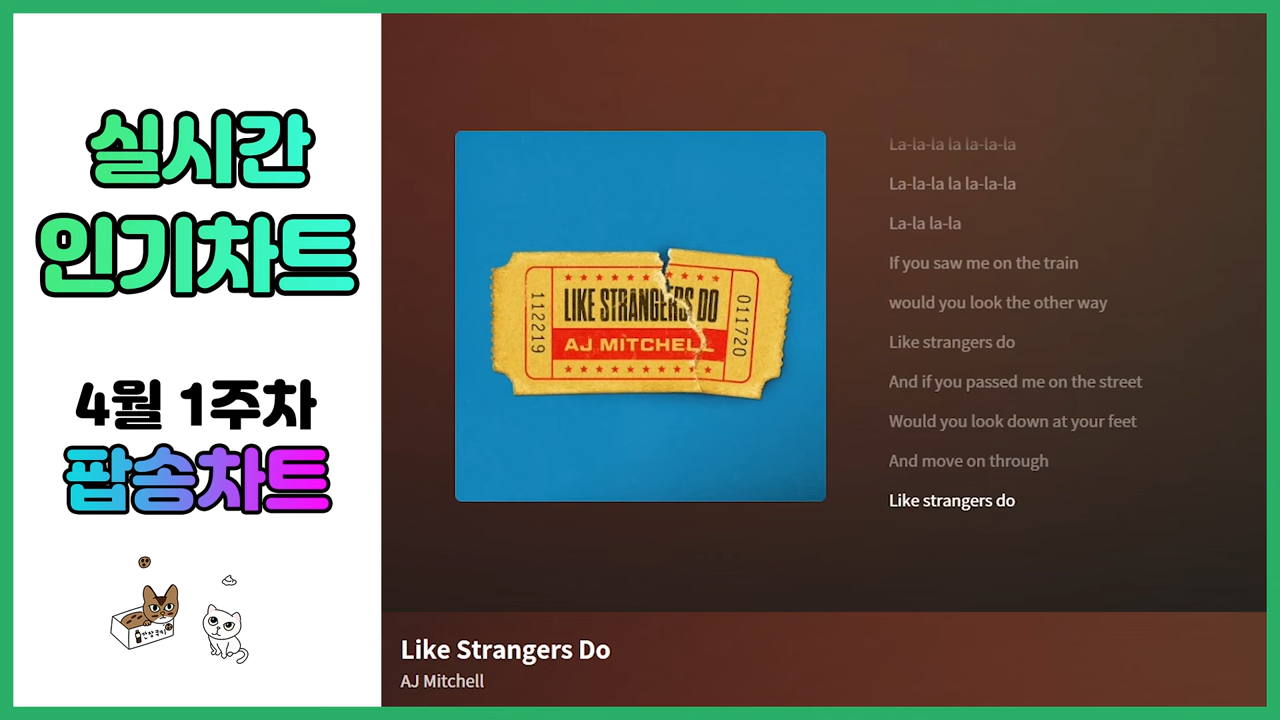 실시간
인기차트
4월 1주차
팝송차트
112219
LIKE STRANGERS DO
AJ MITCHELL
011720
La-la-la la la-la-la
La-la-la la la-la-la
La-la la-la
If you saw me on the train
would you look the other way
Like strangers do
And if you passed me on the street
Would you look down at your feet
And move on through
Like strangers do
Like Strangers Do
AJ Mitchell